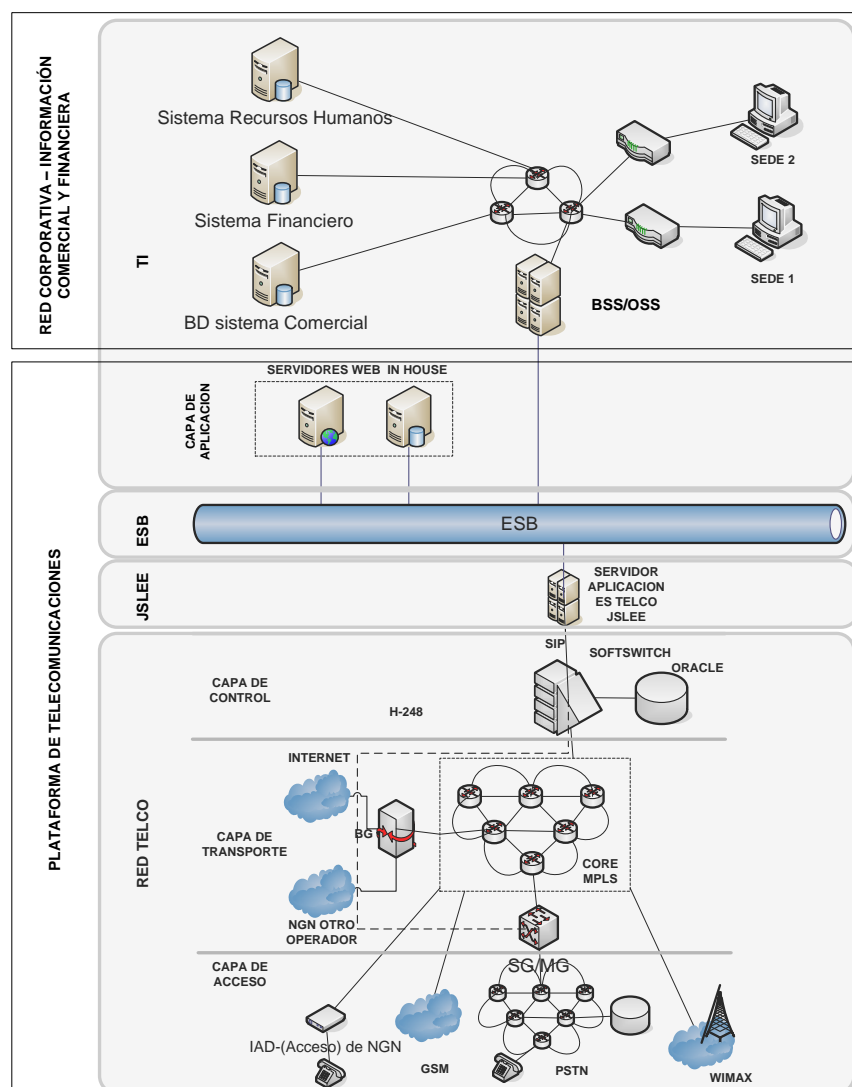 RED CORPORATIVA – INFORMACIÓN
COMERCIAL Y FINANCIERA
TI
Sistema Recursos Humanos
Sistema Financiero
BD sistema Comercial
SEDE 2
SEDE 1
BSS/OSS
PLATAFORMA DE TELECOMUNICACIONES
CAPA DE
APLICACION
SERVIDORES WEB IN HOUSE
ESB
ESB
JSLEE
SERVIDOR
APLICACION
ES TELCO
JSLEE
RED TELCO
SIP
SOFTSWITCH
ORACLE
CAPA DE
CONTROL
H-248
INTERNET
BG
CAPA DE
TRANSPORTE
CORE
MPLS
NGN OTRO
OPERADOR
SG/MG
CAPA DE
ACCESO
IAD-(Acceso) de NGN
GSM
PSTN
WIMAX